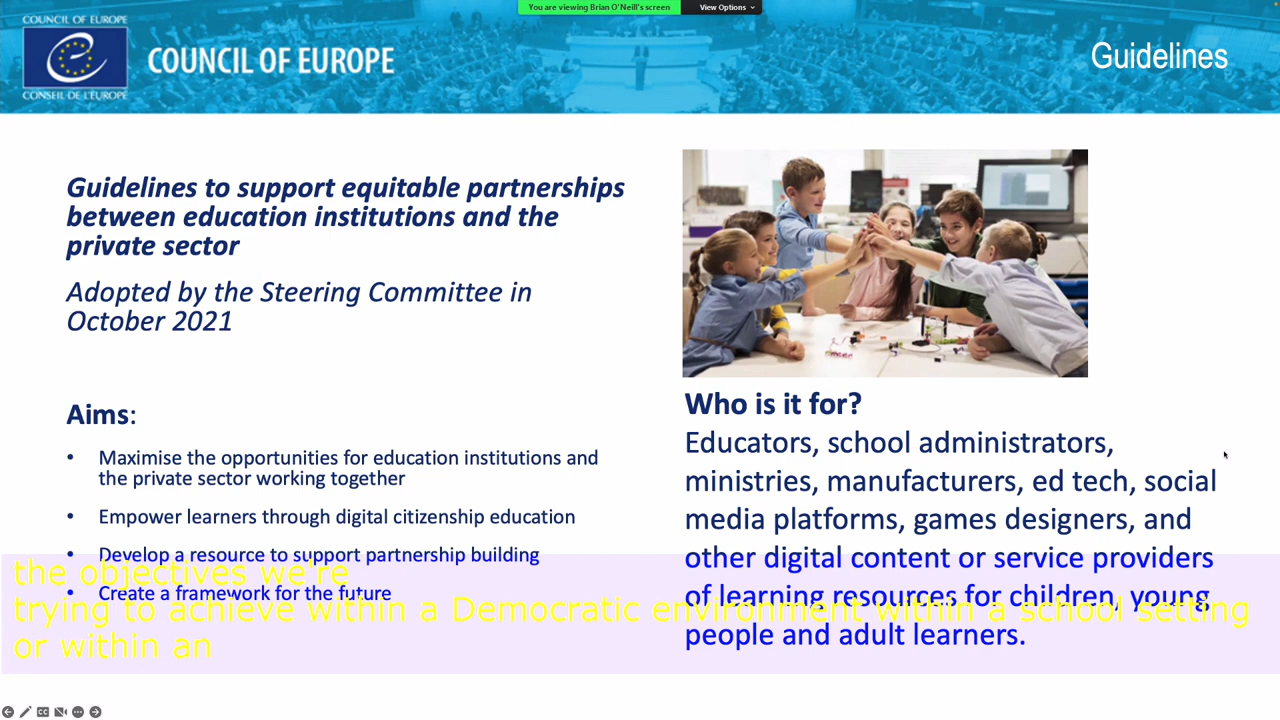 You are viewing Brian O'Neill's screen
View Options
COUNCIL OF EUROPE
CONSEIL DE L'EUROPE
COUNCIL OF EUROPE
Guidelines
Guidelines to support equitable partnerships
between education institutions and the
private sector
Adopted by the Steering Committee in
October 2021
Aims:
• Maximise the opportunities for education institutions and
the private sector working together
• Empower learners through digital citizenship education
• Develop a resource to support partnership building
• Create a framework for the future
Who is it for?
Educators, school administrators,
ministries, manufacturers, ed tech, social
media platforms, games designers, and
other digital content or service providers
of learning resources for children, young
people and adult learners.
the objectives we're
trying to achieve within a Democratic environment within a school setting
or within an
CC